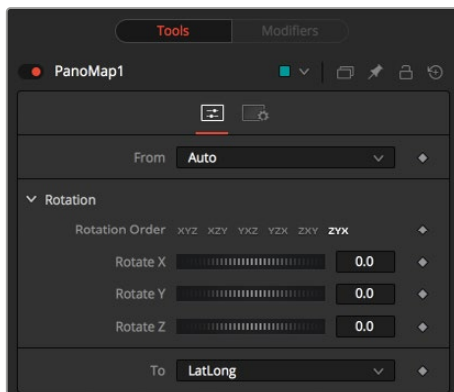 Tools Modifiers
PanoMap1
From Auto
Rotation
Rotation Order XYZ XZY YXZ YZX ZXY ZYX
Rotate X 0.0
Rotate Y 0.0
Rotate Z 0.0
To LatLong